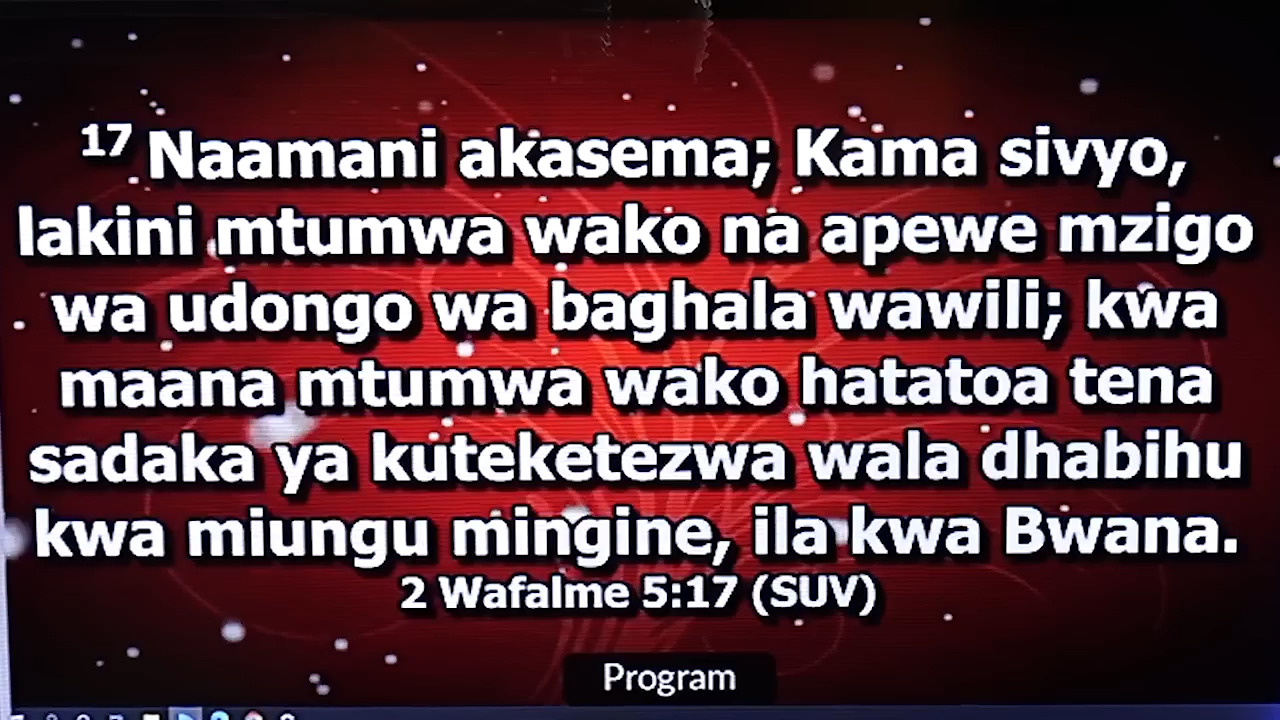 17 Naamani akasema; Kama sivyo,
lakini mtumwa wako na apewe mzigo
wa udongo wa baghala wawili; kwa
maana mtumwa wako hatatoa tena
sadaka ya kuteketezwa wala dhabihu
kwa miungu mingine, ila kwa Bwana.
2 Wafalme 5:17 (SUV)
Program